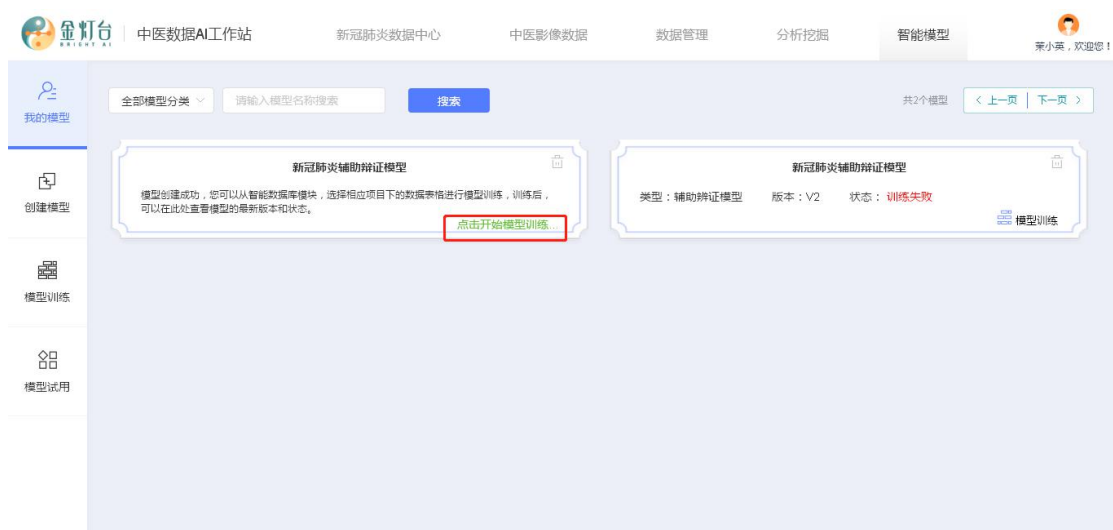 金灯台
BRIGHT AI
中医数据AI工作站
新冠肺炎数据中心
中医影像数据
数据管理
分析挖掘
智能模型
茉小英，欢迎您！
我的模型
创建模型
模型训练
模型试用
全部模型分类
请输入模型名称搜索
搜索
共2个模型
< 上一页
下一页 >
新冠肺炎辅助辩证模型
模型创建成功，您可以从智能数据库模块，选择相应项目下的数据表格进行模型训练，训练后，
可以在此处查看模型的最新版本和状态。
点击开始模型训练...
新冠肺炎辅助辩证模型
类型：辅助辨证模型 版本：V2 状态：训练失败
模型训练